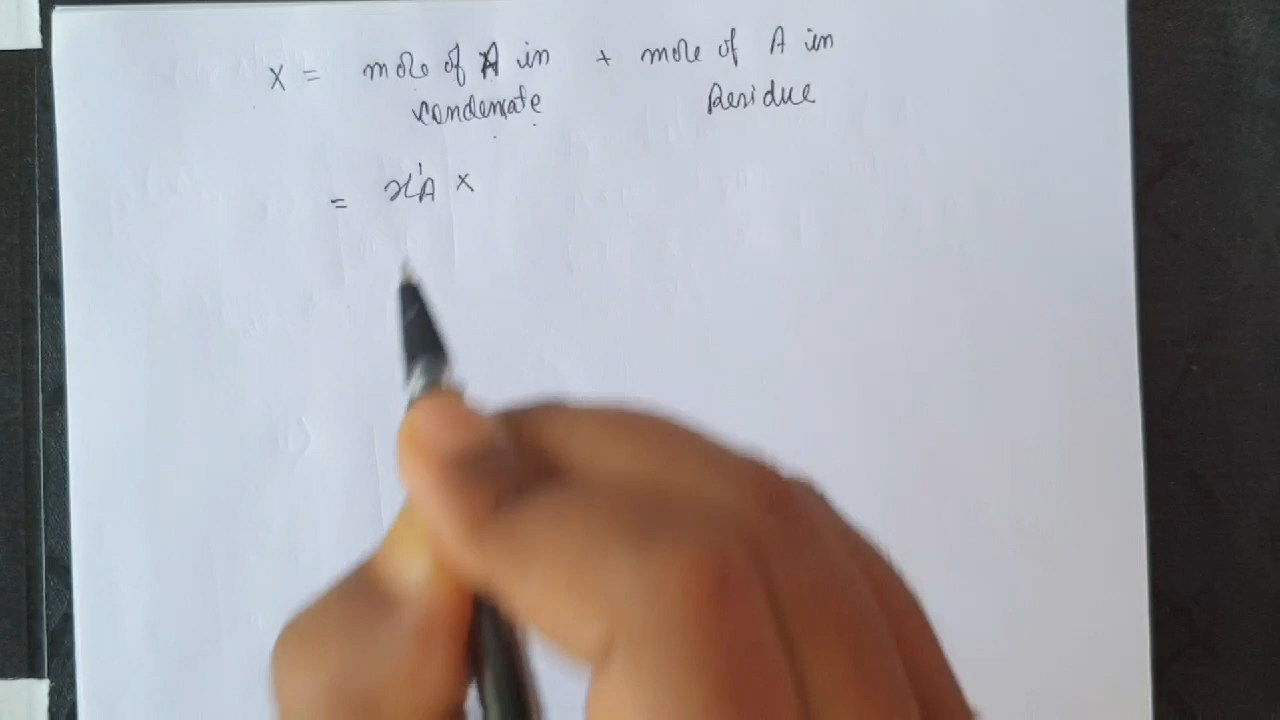 x = mole of A in + mole of A in
condensate Residue
= x'A ×